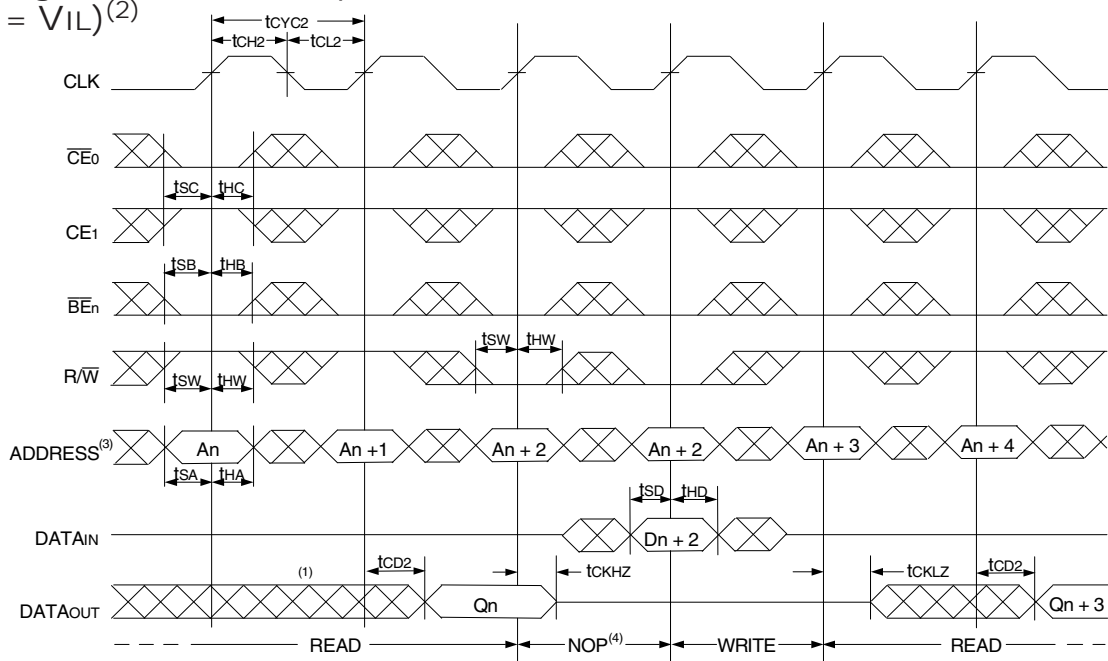 = VIL)(2)
tCYC2
tCH2 tCL2
CLK
CE0
tSC tHC
CE1
tSB tHB
BEn
tSW tHW
R/W
tSW tHW
ADDRESS(3) An An +1 An + 2 An + 2 An + 3 An + 4
tSA tHA
tSD tHD
DATAIN Dn + 2
(1) tCD2 tCKHZ tCKLZ tCD2
DATAOUT Qn Qn + 3
READ NOP(4) WRITE READ